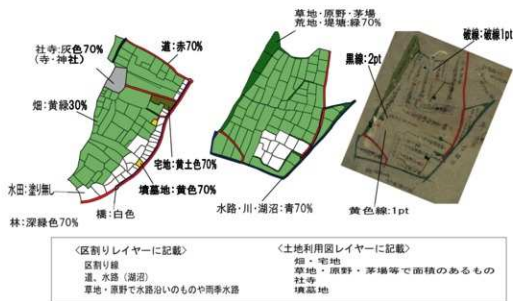 社寺:灰色70%
(寺・神社)
道:赤70%
畑:黄緑30%
宅地:黄土色70%
水田:塗り無し
墳墓地:黄色70%
橋:白色
林:深緑色70%
草地・原野・茅場
荒地・堤塘:緑70%
水路・川・湖沼:青70%
破線:破線1pt
黒線:2pt
黄色線:1pt
<区割りレイヤーに記載>
区割り線
道、水路(湖沼)
草地・原野で水路沿いのものや雨季水路
<土地利用図レイヤーに記載>
畑・宅地
草地・原野・茅場等で面積のあるもの
社寺
墳墓地